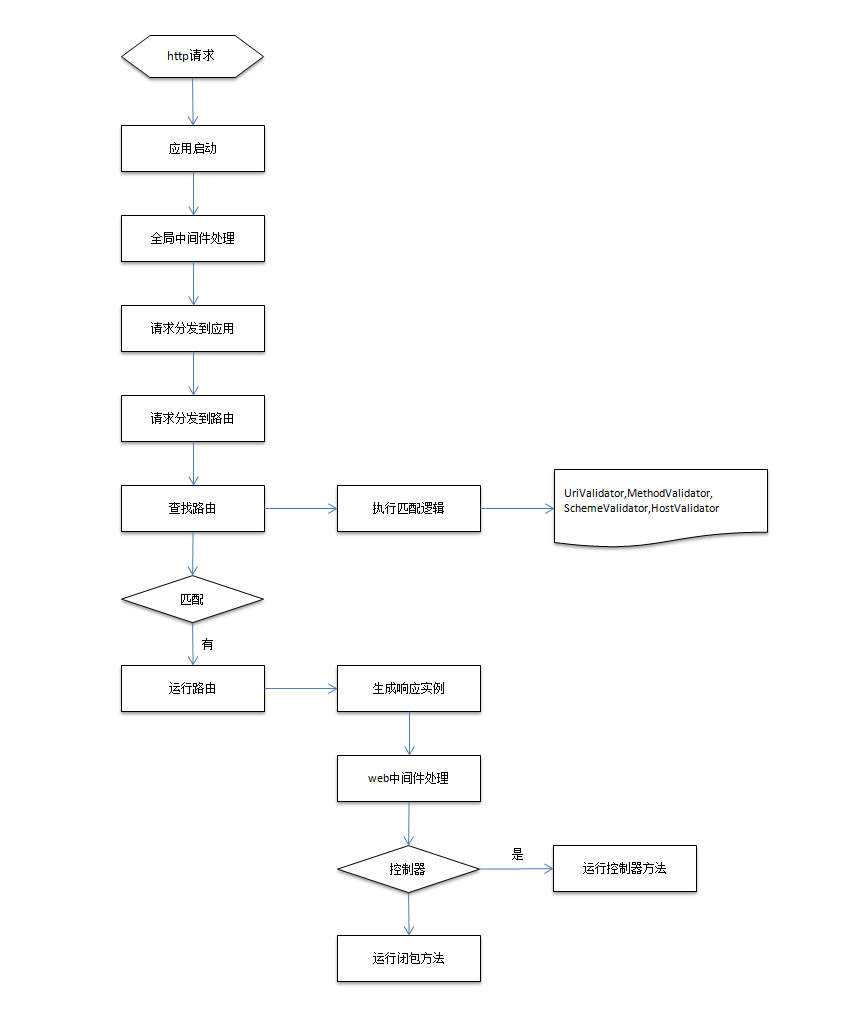 http请求
应用启动
全局中间件处理
请求分发到应用
请求分发到路由
查找路由
执行匹配逻辑
UriValidator,MethodValidator,
SchemeValidator,HostValidator
匹配
有
运行路由
生成响应实例
web中间件处理
控制器
是
运行控制器方法
运行闭包方法